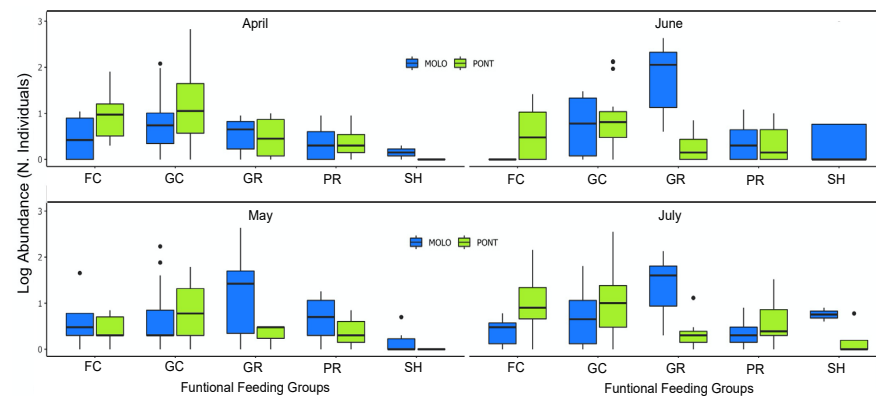 April
June
3
2
1
0
MOLO PONT
FC GC GR PR SH
FC GC GR PR SH
Log Abundance (N. Individuals)
May
July
3
2
1
0
MOLO PONT
MOLO PONT
FC GC GR PR SH
FC GC GR PR SH
Funtional Feeding Groups
Funtional Feeding Groups